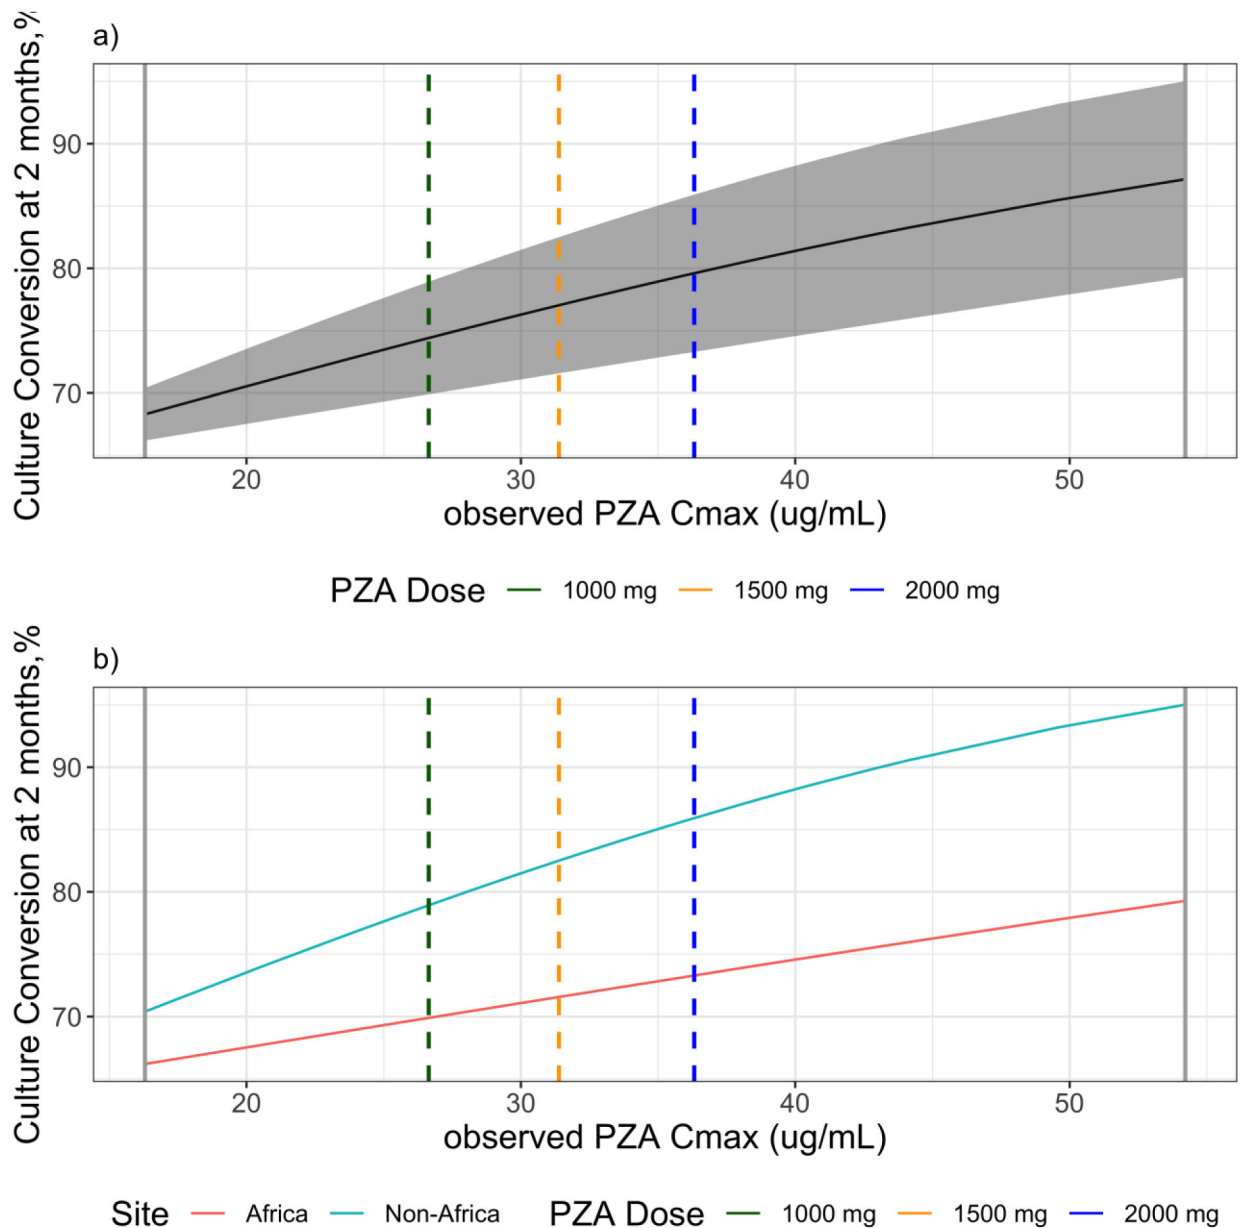 a)
Culture Conversion at 2 months,%
90
80
70
20 30 40 50
observed PZA Cmax (ug/mL)
PZA Dose 1000 mg 1500 mg 2000 mg
b)
Culture Conversion at 2 months,%
90
80
70
20 30 40 50
observed PZA Cmax (ug/mL)
Site Africa Non-Africa PZA Dose 1000 mg 1500 mg 2000 mg